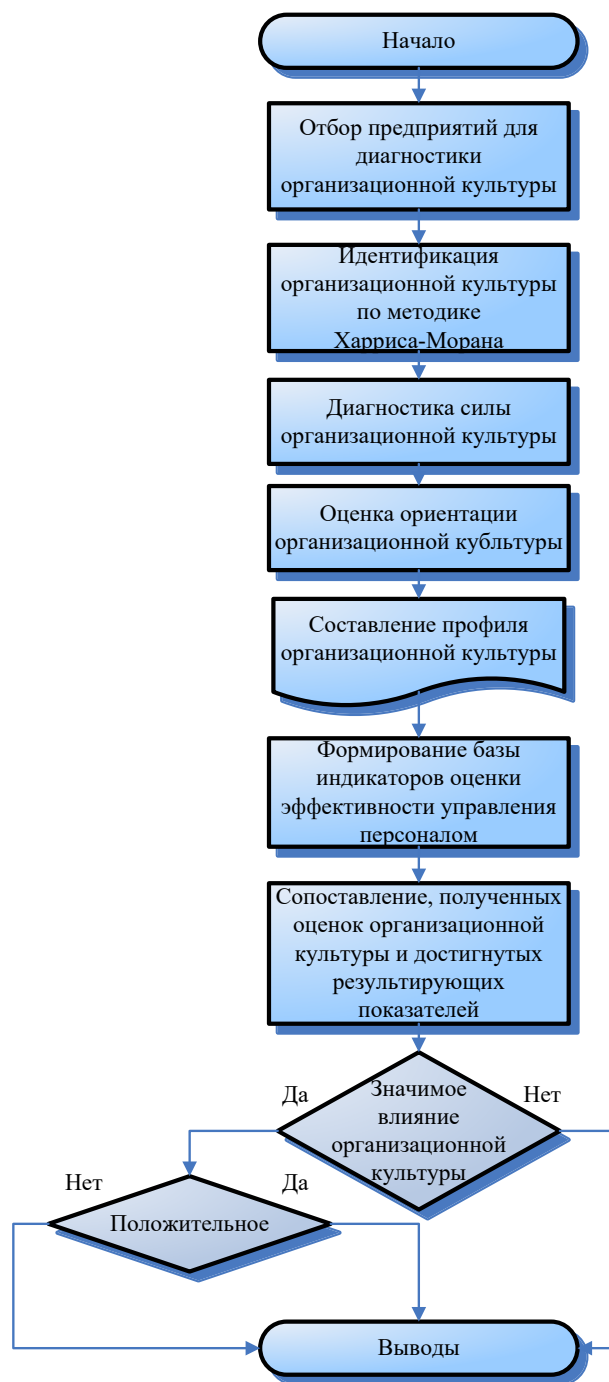 Начало
Отбор предприятий для
диагностики
организационной культуры
Идентификация
организационной культуры
по методике
Харриса-Морана
Диагностика силы
организационной культуры
Оценка ориентации
организационной кубльтуры
Составление профиля
организационной культуры
Формирование базы
индикаторов оценки
эффективности управления
персоналом
Сопоставление, полученных
оценок организационной
культуры и достигнутых
результирующих
показателей
Да
Значимое
влияние
организационной
культуры
Нет
Нет
Да
Положительное
Выводы